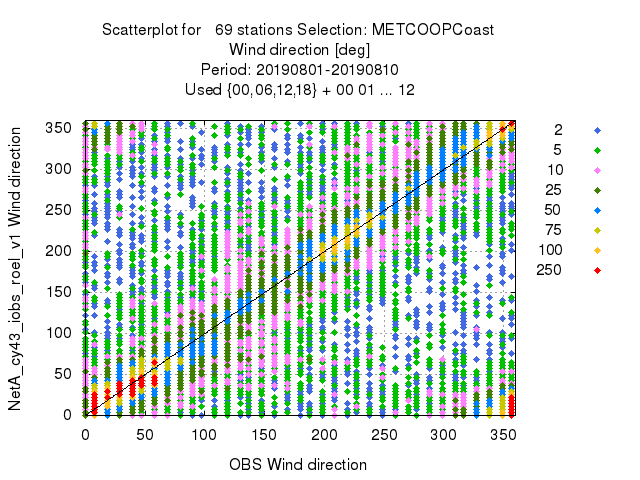 Scatterplot for 69 stations Selection: METCOOPCoast
Wind direction [deg]
Period: 20190801-20190810
Used {00,06,12,18} + 00 01 ... 12
NetA_cy43_iobs_roel_v1 Wind direction
350
300
250
200
150
100
50
0
0 50 100 150 200 250 300 350
OBS Wind direction
2
5
10
25
50
75
100
250